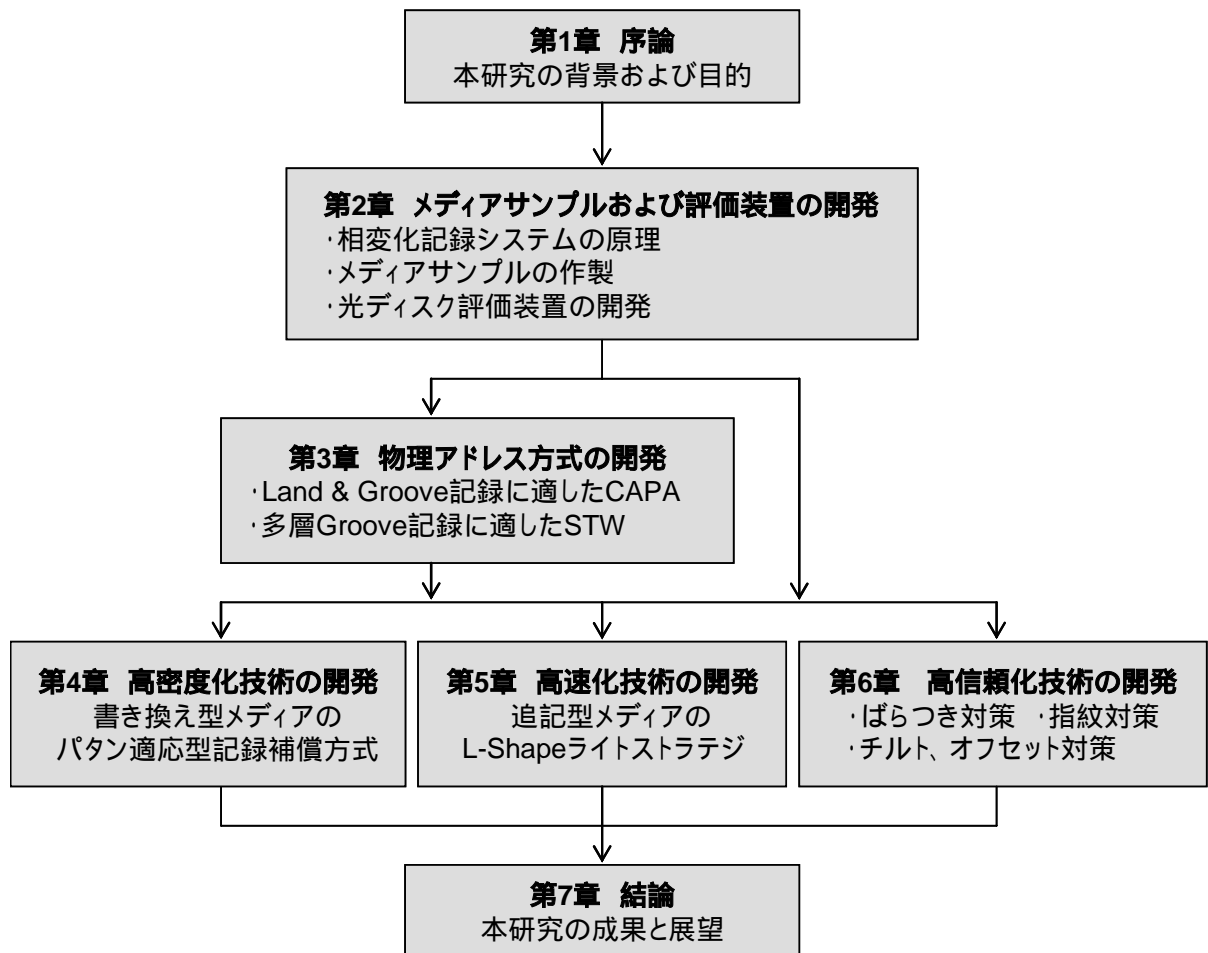 第1章 序論
本研究の背景および目的
第2章 メディアサンプルおよび評価装置の開発
・相変化記録システムの原理
・メディアサンプルの作製
・光ディスク評価装置の開発
第3章 物理アドレス方式の開発
・Land & Groove記録に適したCAPA
・多層Groove記録に適したSTW
第4章 高密度化技術の開発
書き換え型メディアの
パタン適応型記録補償方式
第5章 高速化技術の開発
追記型メディアの
L-Shapeライトストラテジ
第6章 高信頼化技術の開発
・ばらつき対策 ・指紋対策
・チルト、オフセット対策
第7章 結論
本研究の成果と展望